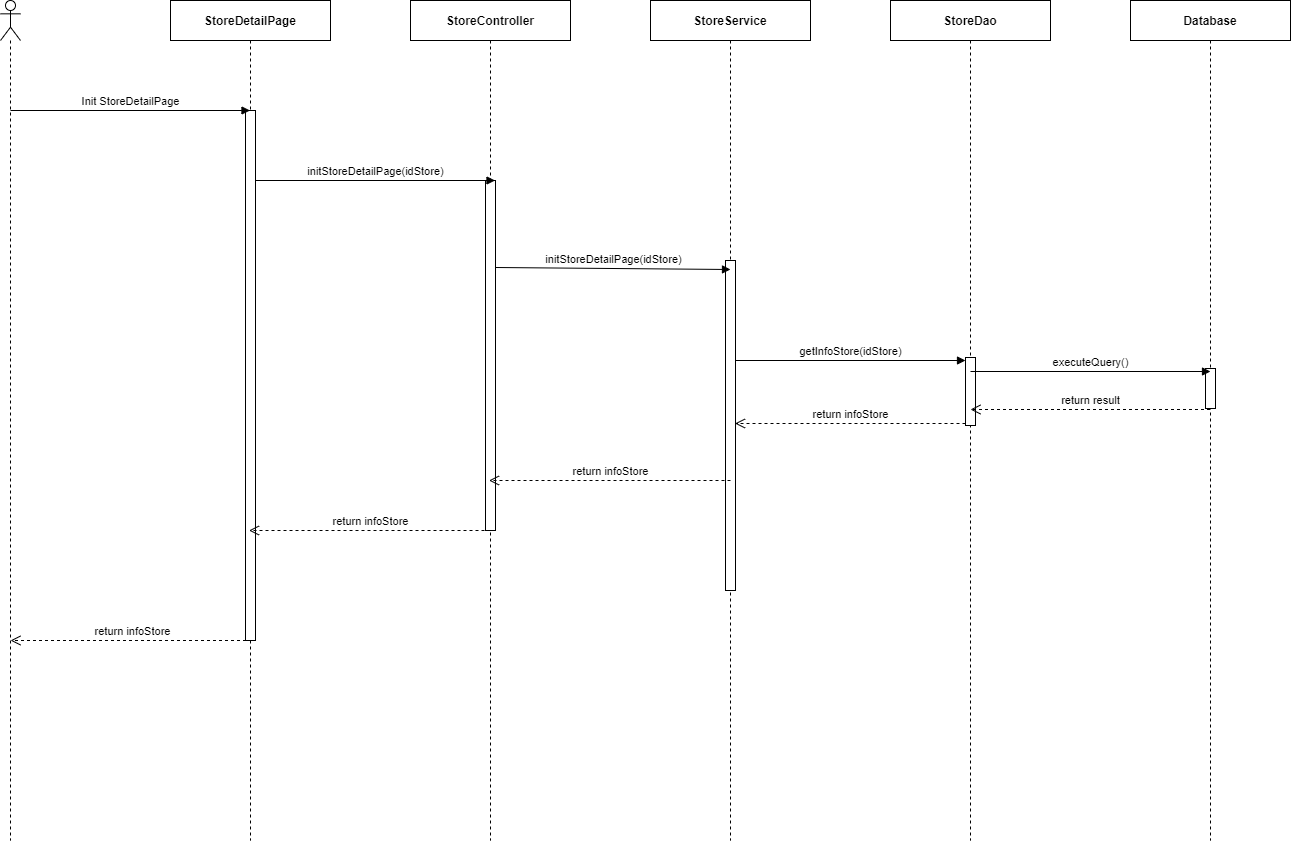 StoreDetailPage
StoreController
StoreService
StoreDao
Database
Init StoreDetailPage
initStoreDetailPage(idStore)
initStoreDetailPage(idStore)
getInfoStore(idStore)
executeQuery()
return result
return infoStore
return infoStore
return infoStore
return infoStore